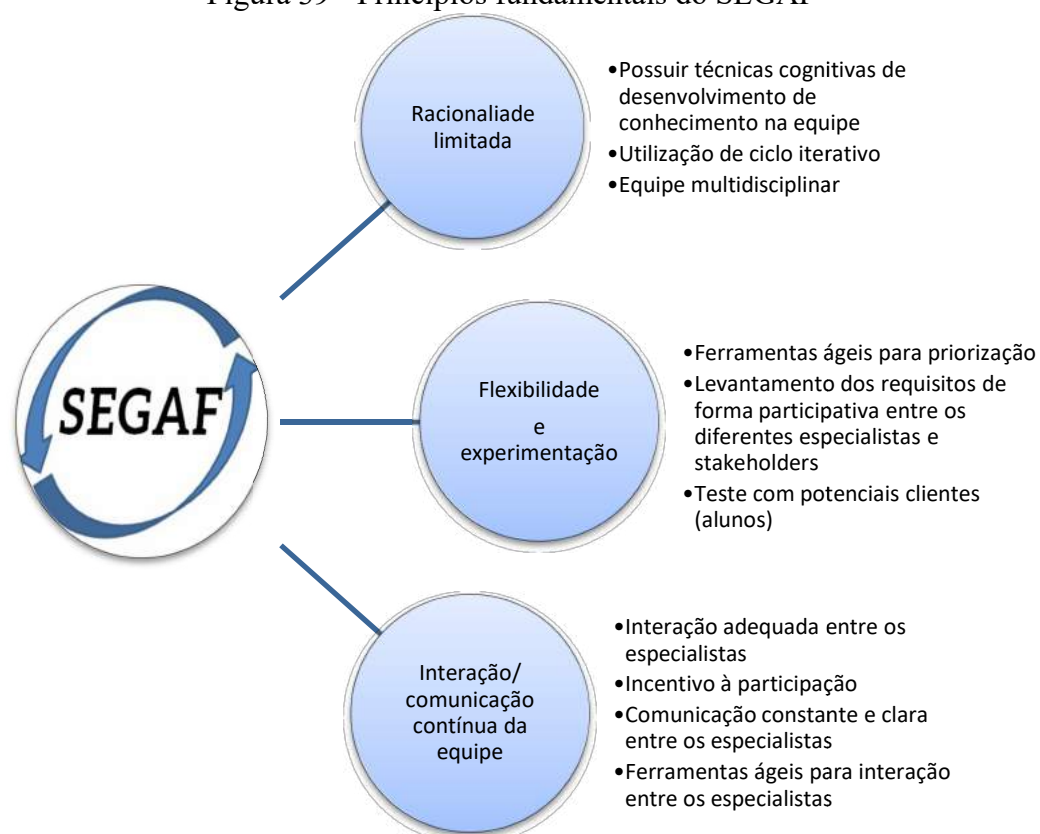 Figura 39 - Princípios fundamentais do SEGAF
Racionaliade
limitada
•Possuir técnicas cognitivas de
desenvolvimento de
conhecimento na equipe
•Utilização de ciclo iterativo
•Equipe multidisciplinar
SEGAF
Flexibilidade
e
experimentação
•Ferramentas ágeis para priorização
•Levantamento dos requisitos de
forma participativa entre os
diferentes especialistas e
stakeholders
•Teste com potenciais clientes
(alunos)
Interação/
comunicação
contínua da
equipe
•Interação adequada entre os
especialistas
•Incentivo à participação
•Comunicação constante e clara
entre os especialistas
•Ferramentas ágeis para interação
entre os especialistas